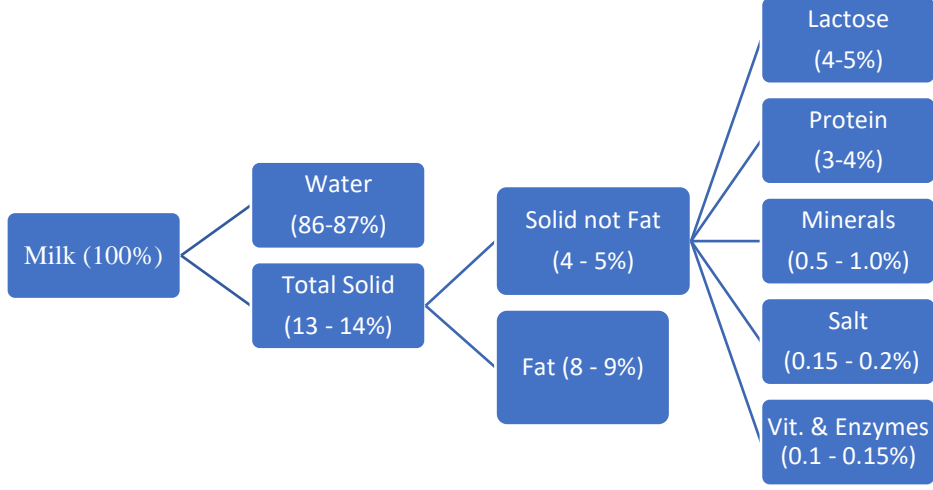 Milk (100%)
Water
(86-87%)
Total Solid
(13 - 14%)
Solid not Fat
(4 - 5%)
Fat (8 - 9%)
Lactose
(4-5%)
Protein
(3-4%)
Minerals
(0.5 - 1.0%)
Salt
(0.15 - 0.2%)
Vit. & Enzymes
(0.1 - 0.15%)